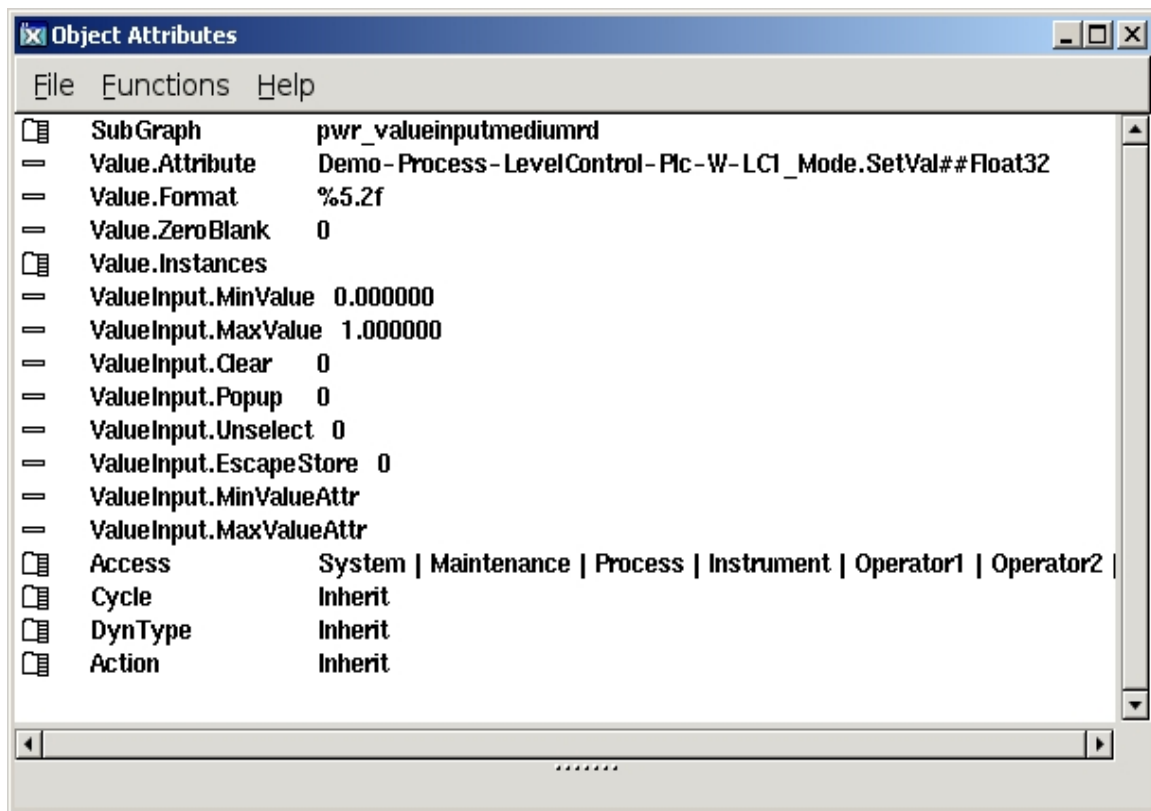 Object Attributes
File Functions Help
SubGraph pwr_valueinputmediumrd
Value.Attribute Demo-Process-LevelControl-Plc-W-LC1_Mode.SetVal##Float32
Value.Format %5.2f
Value.ZeroBlank 0
Value.Instances
ValueInput.MinValue 0.000000
ValueInput.MaxValue 1.000000
ValueInput.Clear 0
ValueInput.Popup 0
ValueInput.Unselect 0
ValueInput.EscapeStore 0
ValueInput.MinValueAttr
ValueInput.MaxValueAttr
Access System | Maintenance | Process | Instrument | Operator1 | Operator2 |
Cycle Inherit
DynType Inherit
Action Inherit